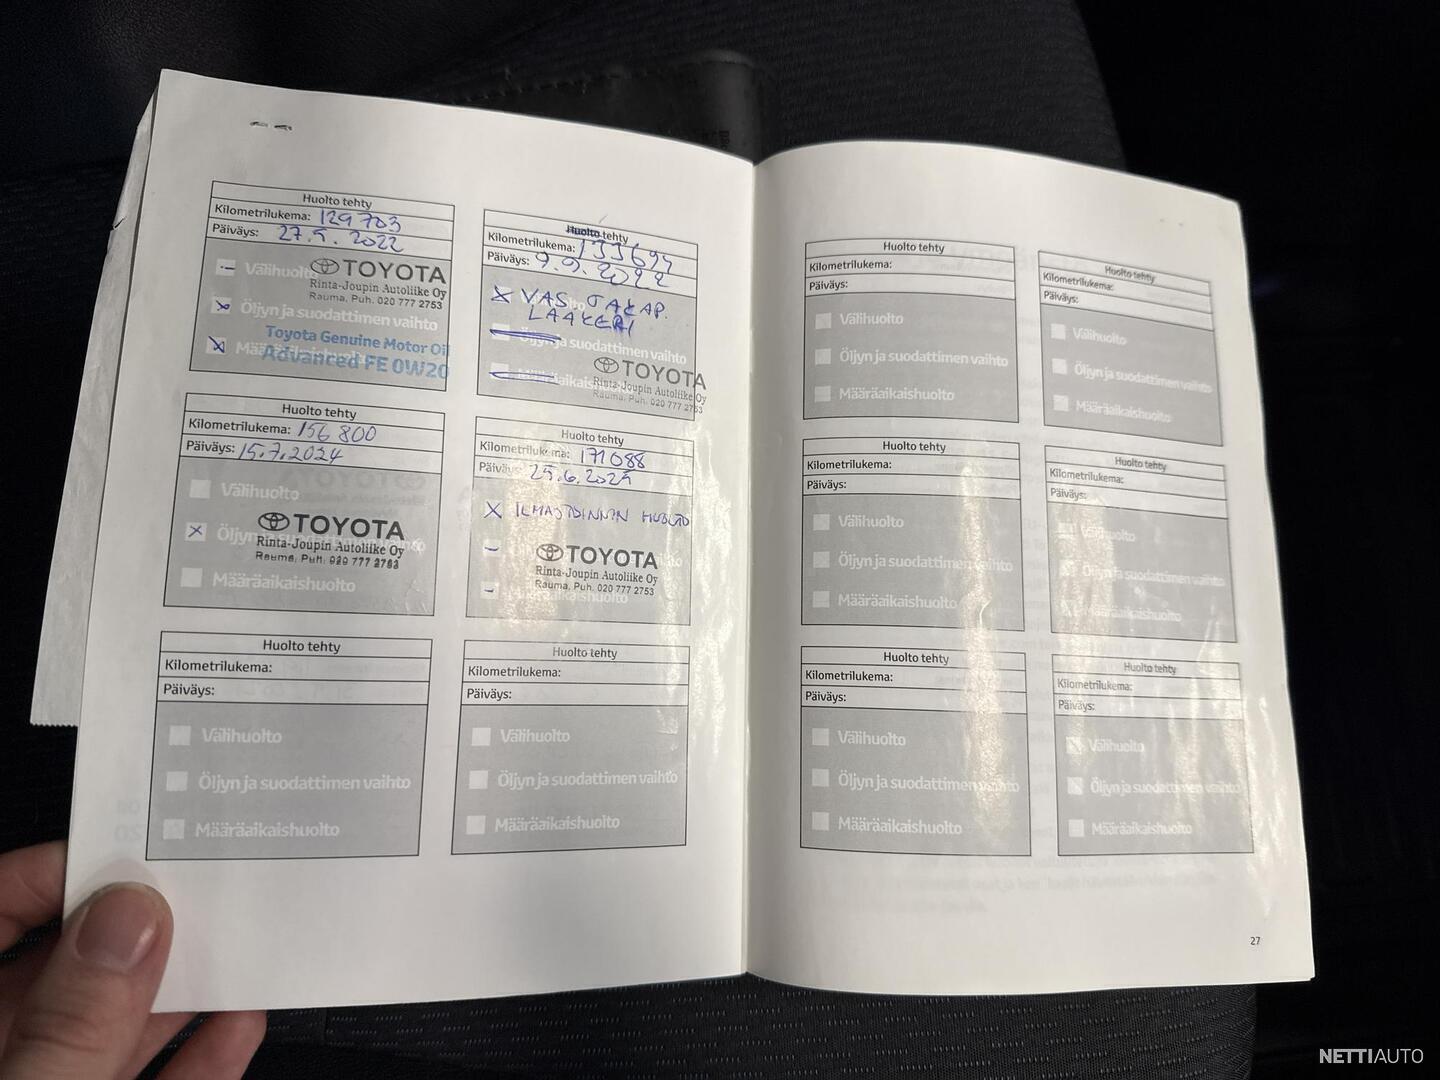 Huolto tehty
Kilometrilukema: 129 703
Päiväys: 27.5. 2022
Välihuolto
TOYOTA
Rinta-Joupin Autoliike Oy
Rauma, Puh. 020 777 2753
Öljyn ja suodattimen vaihto
Toyota Genuine Motor Oil
Advanced FE 0W20
Huolto tehty
Kilometrilukema: 133694
Päiväys: 9.9.2022
X VAS TAKAP.
LAAKERI
Öljyn ja suodattimen vaihto
TOYOTA
Määräaikaishuolto
Rinta-Joupin Autoliike Oy
Rauma, Puh. 020 777 2753
Huolto tehty
Kilometrilukema: 156 800
Päiväys: 15.7.2024
Välihuolto
TOYOTA
Rinta-Joupin Autoliike Oy
Rauma, Puh. 020 777 2753
Määräaikaishuolto
Huolto tehty
Kilometrilukema: 171088
Päiväys: 25.6.2025
X ILMASTOINNIN HUOLTO
TOYOTA
Rinta-Joupin Autoliike Oy
Rauma, Puh. 020 777 2753
Huolto tehty
Kilometrilukema:
Päiväys:
Välihuolto
Öljyn ja suodattimen vaihto
Määräaikaishuolto
Huolto tehty
Kilometrilukema:
Päiväys:
Välihuolto
Öljyn ja suodattimen vaihto
Määräaikaishuolto
Huolto tehty
Kilometrilukema:
Päiväys:
Välihuolto
Öljyn ja suodattimen vaihto
Määräaikaishuolto
Huolto tehty
Kilometrilukema:
Päiväys:
Välihuolto
Öljyn ja suodattimen vaihto
Määräaikaishuolto
Huolto tehty
Kilometrilukema:
Päiväys:
Välihuolto
Öljyn ja suodattimen vaihto
Määräaikaishuolto
Huolto tehty
Kilometrilukema:
Päiväys:
Välihuolto
Öljyn ja suodattimen vaihto
Määräaikaishuolto
Huolto tehty
Kilometrilukema:
Päiväys:
Välihuolto
Öljyn ja suodattimen vaihto
Määräaikaishuolto
Huolto tehty
Kilometrilukema:
Päiväys:
Välihuolto
Öljyn ja suodattimen vaihto
Määräaikaishuolto
27
NETTIAUTO